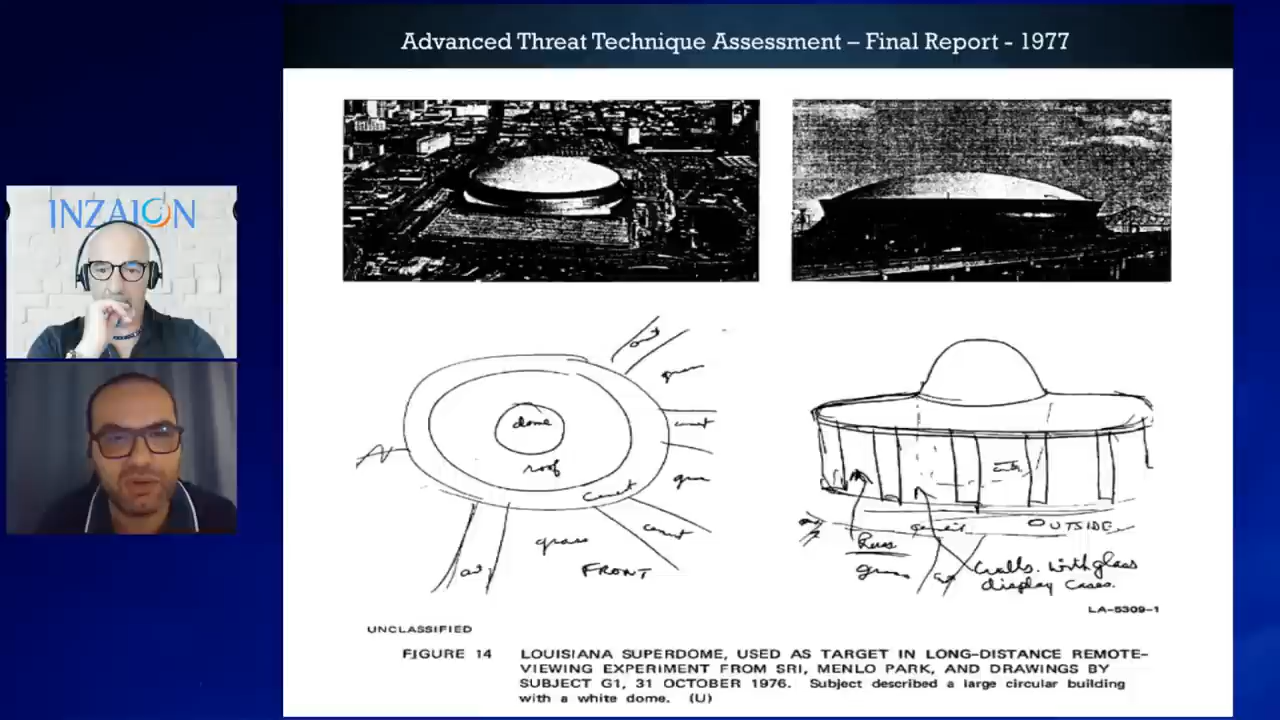 Advanced Threat Technique Assessment – Final Report - 1977
INZAION
dome
roof
grass
FRONT
OUTSIDE
walls. with glass
display cases.
LA-5309-1
UNCLASSIFIED
FIGURE 14 LOUISIANA SUPERDOME, USED AS TARGET IN LONG-DISTANCE REMOTE-
VIEWING EXPERIMENT FROM SRI, MENLO PARK, AND DRAWINGS BY
SUBJECT G1, 31 OCTOBER 1976. Subject described a large circular building
with a white dome. (U)